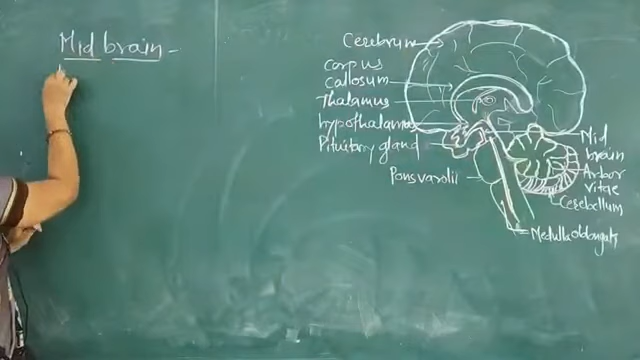 Mid brain -
Cerebrum
corpus
callosum
Thalamus
hypothalamus
Pituitary gland
Ponsvarolii
Mid
brain
Arbor
vitae
Cerebellum
Medulla oblongata